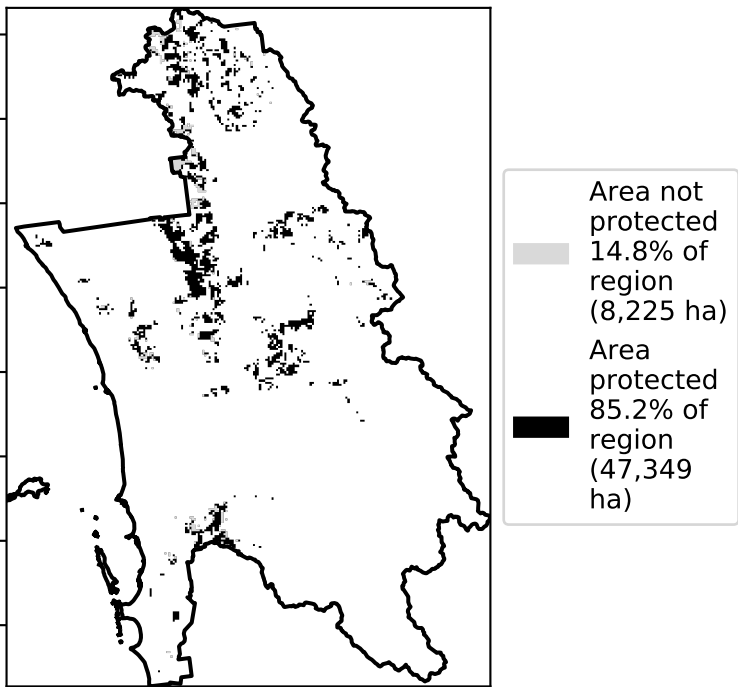 Area not
protected
14.8% of
region
(8,225 ha)
Area
protected
85.2% of
region
(47,349
ha)